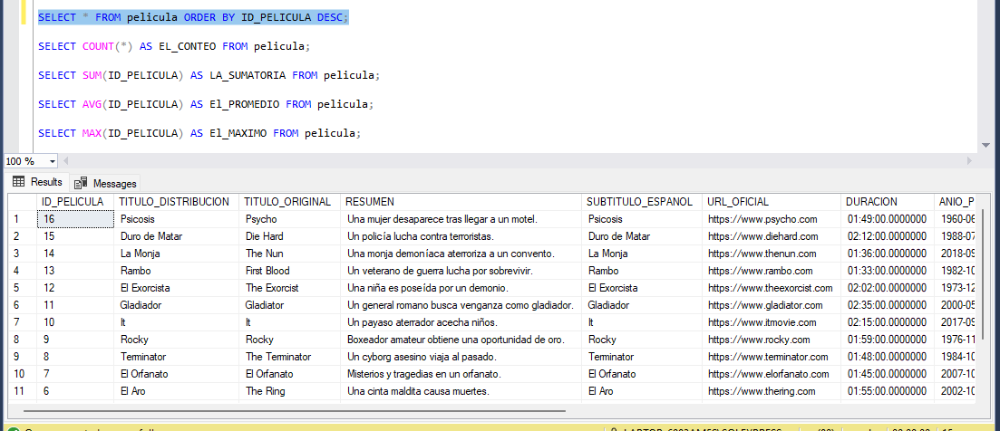 SELECT * FROM pelicula ORDER BY ID_PELICULA DESC;
SELECT COUNT(*) AS EL_CONTEO FROM pelicula;
SELECT SUM(ID_PELICULA) AS LA_SUMATORIA FROM pelicula;
SELECT AVG(ID_PELICULA) AS El_PROMEDIO FROM pelicula;
SELECT MAX(ID_PELICULA) AS El_MAXIMO FROM pelicula;
100 %
Results Messages
ID_PELICULA TITULO_DISTRIBUCION TITULO_ORIGINAL RESUMEN SUBTITULO_ESPANOL URL_OFICIAL DURACION ANIO_P
1 16 Psicosis Psycho Una mujer desaparece tras llegar a un motel. Psicosis https://www.psycho.com 01:49:00.0000000 1960-06
2 15 Duro de Matar Die Hard Un policía lucha contra terroristas. Duro de Matar https://www.diehard.com 02:12:00.0000000 1988-07
3 14 La Monja The Nun Una monja demoníaca aterroriza a un convento. La Monja https://www.thenun.com 01:36:00.0000000 2018-09
4 13 Rambo First Blood Un veterano de guerra lucha por sobrevivir. Rambo https://www.rambo.com 01:33:00.0000000 1982-10
5 12 El Exorcista The Exorcist Una niña es poseída por un demonio. El Exorcista https://www.theexorcist.com 02:02:00.0000000 1973-12
6 11 Gladiador Gladiator Un general romano busca venganza como gladiador. Gladiador https://www.gladiator.com 02:35:00.0000000 2000-05
7 10 It It Un payaso aterrador acecha niños. It https://www.itmovie.com 02:15:00.0000000 2017-09
8 9 Rocky Rocky Boxeador amateur obtiene una oportunidad de oro. Rocky https://www.rocky.com 01:59:00.0000000 1976-11
9 8 Terminator The Terminator Un cyborg asesino viaja al pasado. Terminator https://www.terminator.com 01:48:00.0000000 1984-10
10 7 El Orfanato El Orfanato Misterios y tragedias en un orfanato. El Orfanato https://www.elorfanato.com 01:45:00.0000000 2007-10
11 6 El Aro The Ring Una cinta maldita causa muertes. El Aro https://www.thering.com 01:55:00.0000000 2002-10